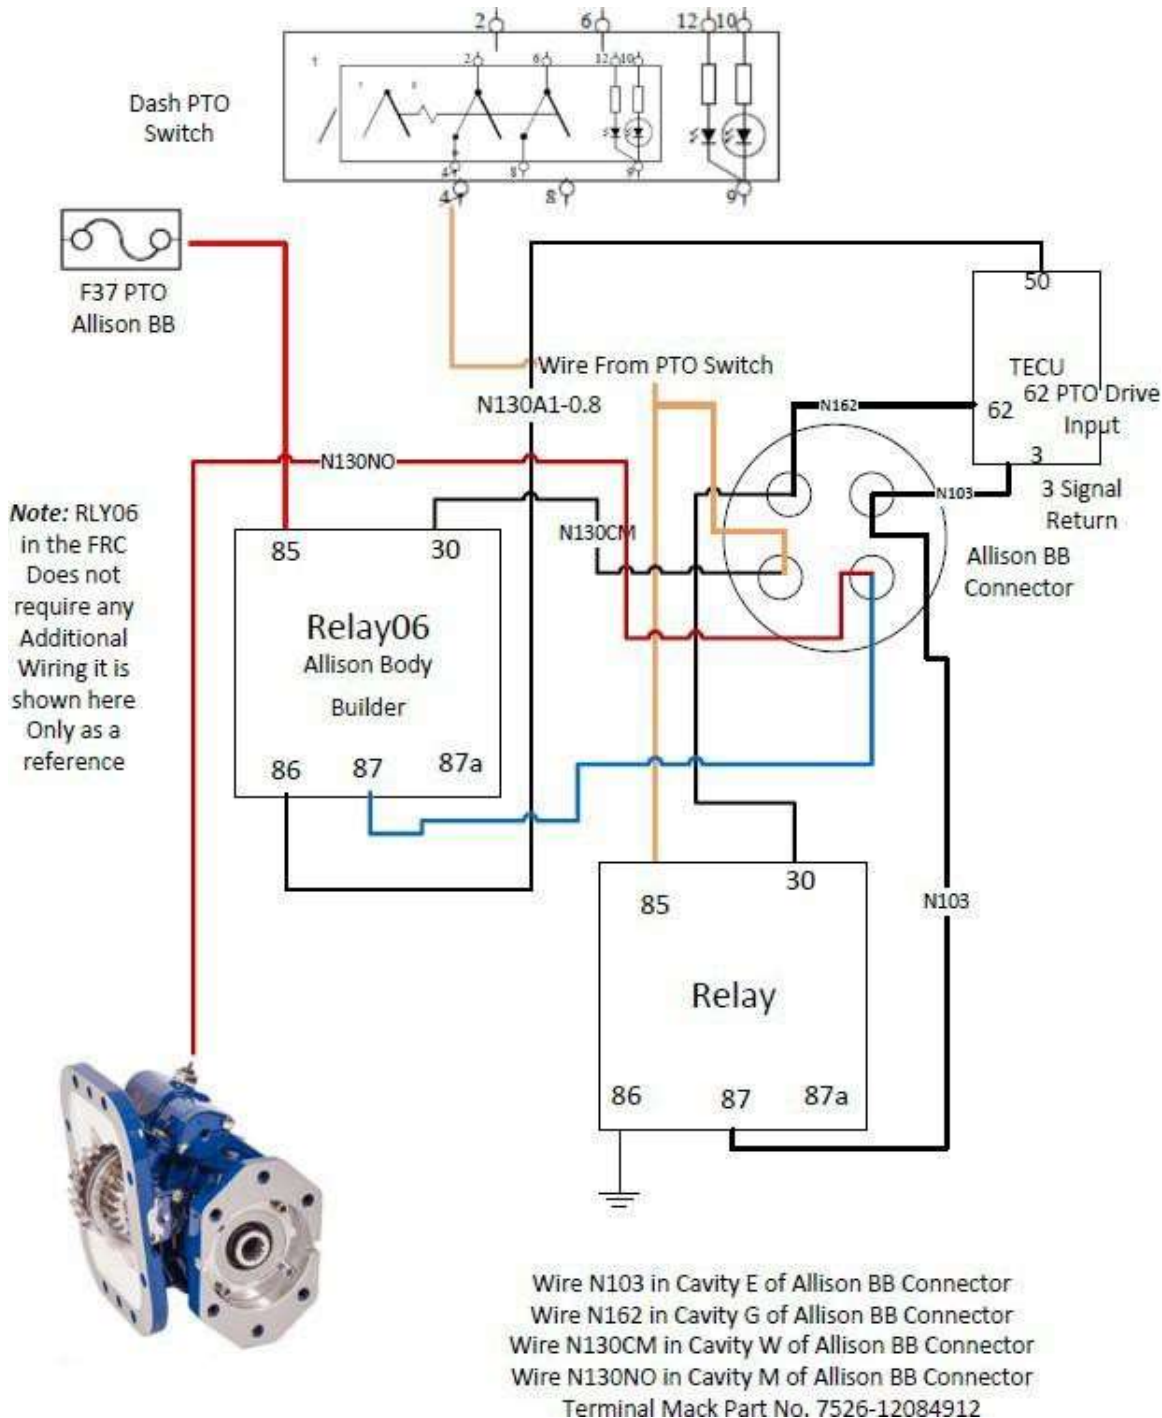 2 6 12 10
2 6 12 10
Dash PTO
Switch
4 8 9
4 8 9
F37 PTO
Allison BB
50
Wire From PTO Switch
TECU
N130A1-0.8
N162
62
62 PTO Drive
Input
3
N130NO
N103
3 Signal
Return
Note: RLY06
in the FRC
Does not
require any
Additional
Wiring it is
shown here
Only as a
reference
85 30
N130CM
Allison BB
Connector
Relay06
Allison Body
Builder
86 87 87a
85 30
N103
Relay
86 87 87a
Wire N103 in Cavity E of Allison BB Connector
Wire N162 in Cavity G of Allison BB Connector
Wire N130CM in Cavity W of Allison BB Connector
Wire N130NO in Cavity M of Allison BB Connector
Terminal Mack Part No. 7526-12084912